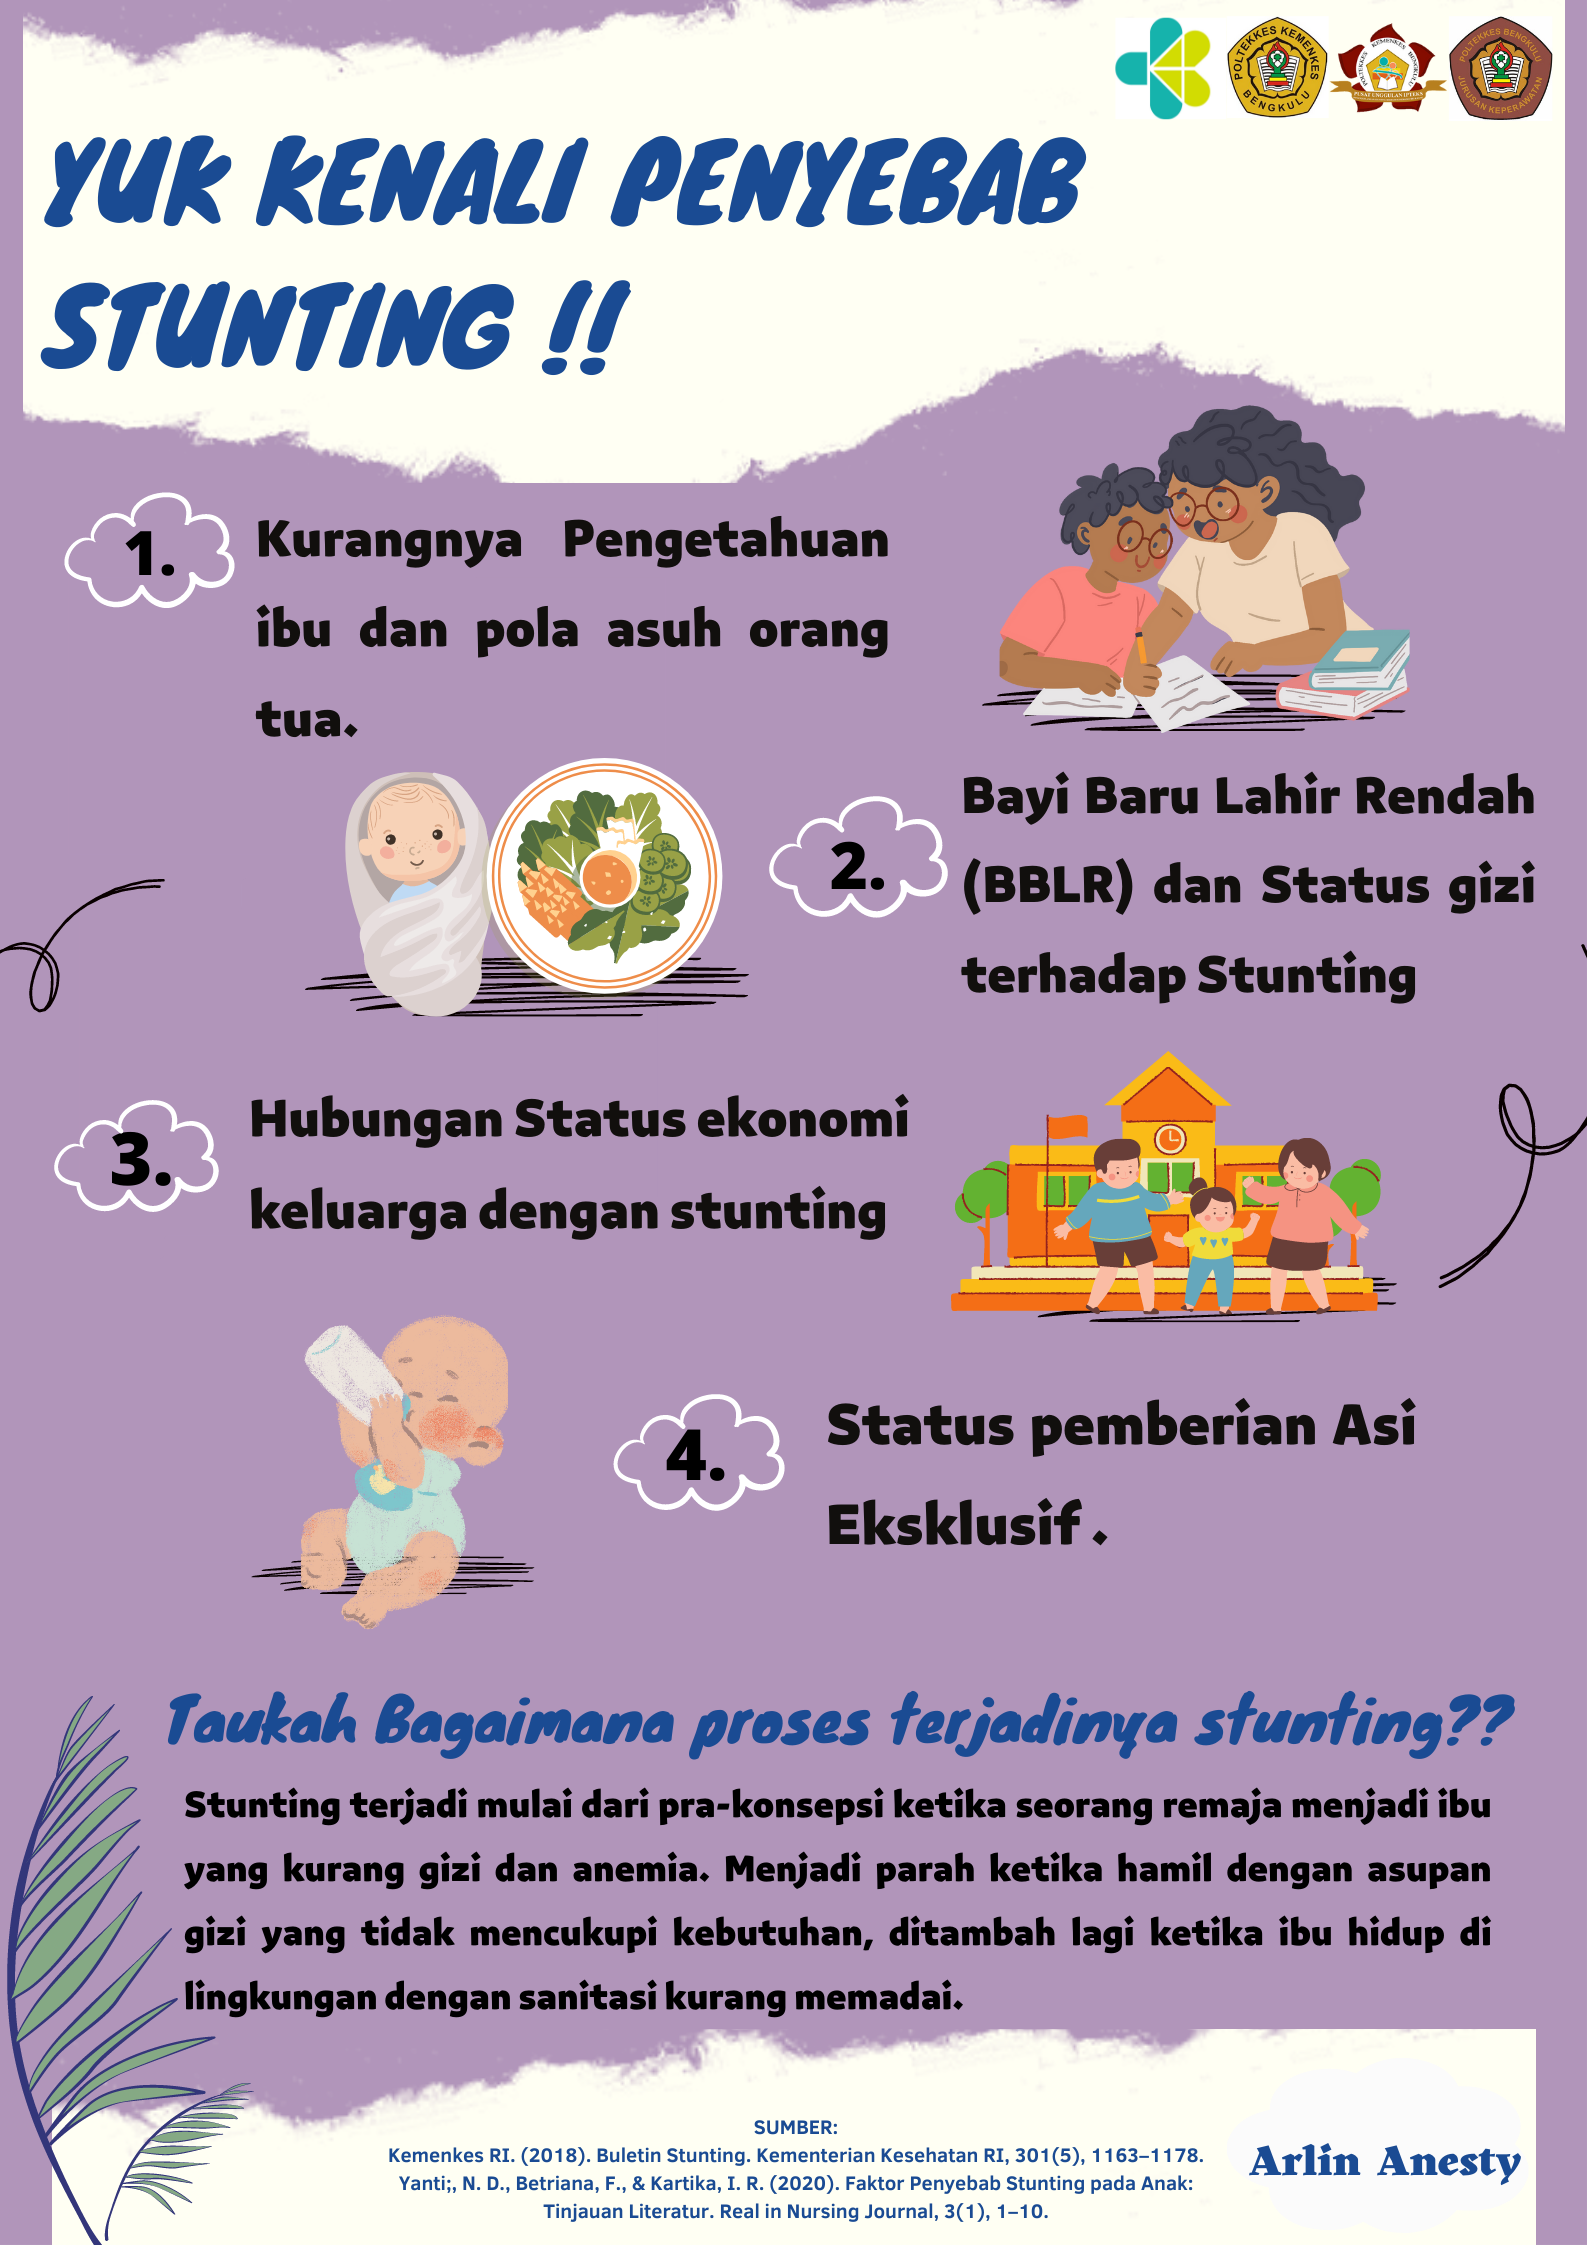 POLTEKKES KEMENKES
BENGKULU
POLTEKKES KEMENKES BENGKULU
PUSAT UNGGULAN IPTEKS
POLTEKKES BENGKULU
JURUSAN KEPERAWATAN
YUK KENALI PENYEBAB
STUNTING !!
1.
Kurangnya Pengetahuan
ibu dan pola asuh orang
tua.
2.
Bayi Baru Lahir Rendah
(BBLR) dan Status gizi
terhadap Stunting
3.
Hubungan Status ekonomi
keluarga dengan stunting
4.
Status pemberian Asi
Eksklusif .
Taukah Bagaimana proses terjadinya stunting??
Stunting terjadi mulai dari pra-konsepsi ketika seorang remaja menjadi ibu
yang kurang gizi dan anemia. Menjadi parah ketika hamil dengan asupan
gizi yang tidak mencukupi kebutuhan, ditambah lagi ketika ibu hidup di
lingkungan dengan sanitasi kurang memadai.
SUMBER:
Kemenkes RI. (2018). Buletin Stunting. Kementerian Kesehatan RI, 301(5), 1163–1178.
Yanti;, N. D., Betriana, F., & Kartika, I. R. (2020). Faktor Penyebab Stunting pada Anak:
Tinjauan Literatur. Real in Nursing Journal, 3(1), 1–10.
Arlin Anesty